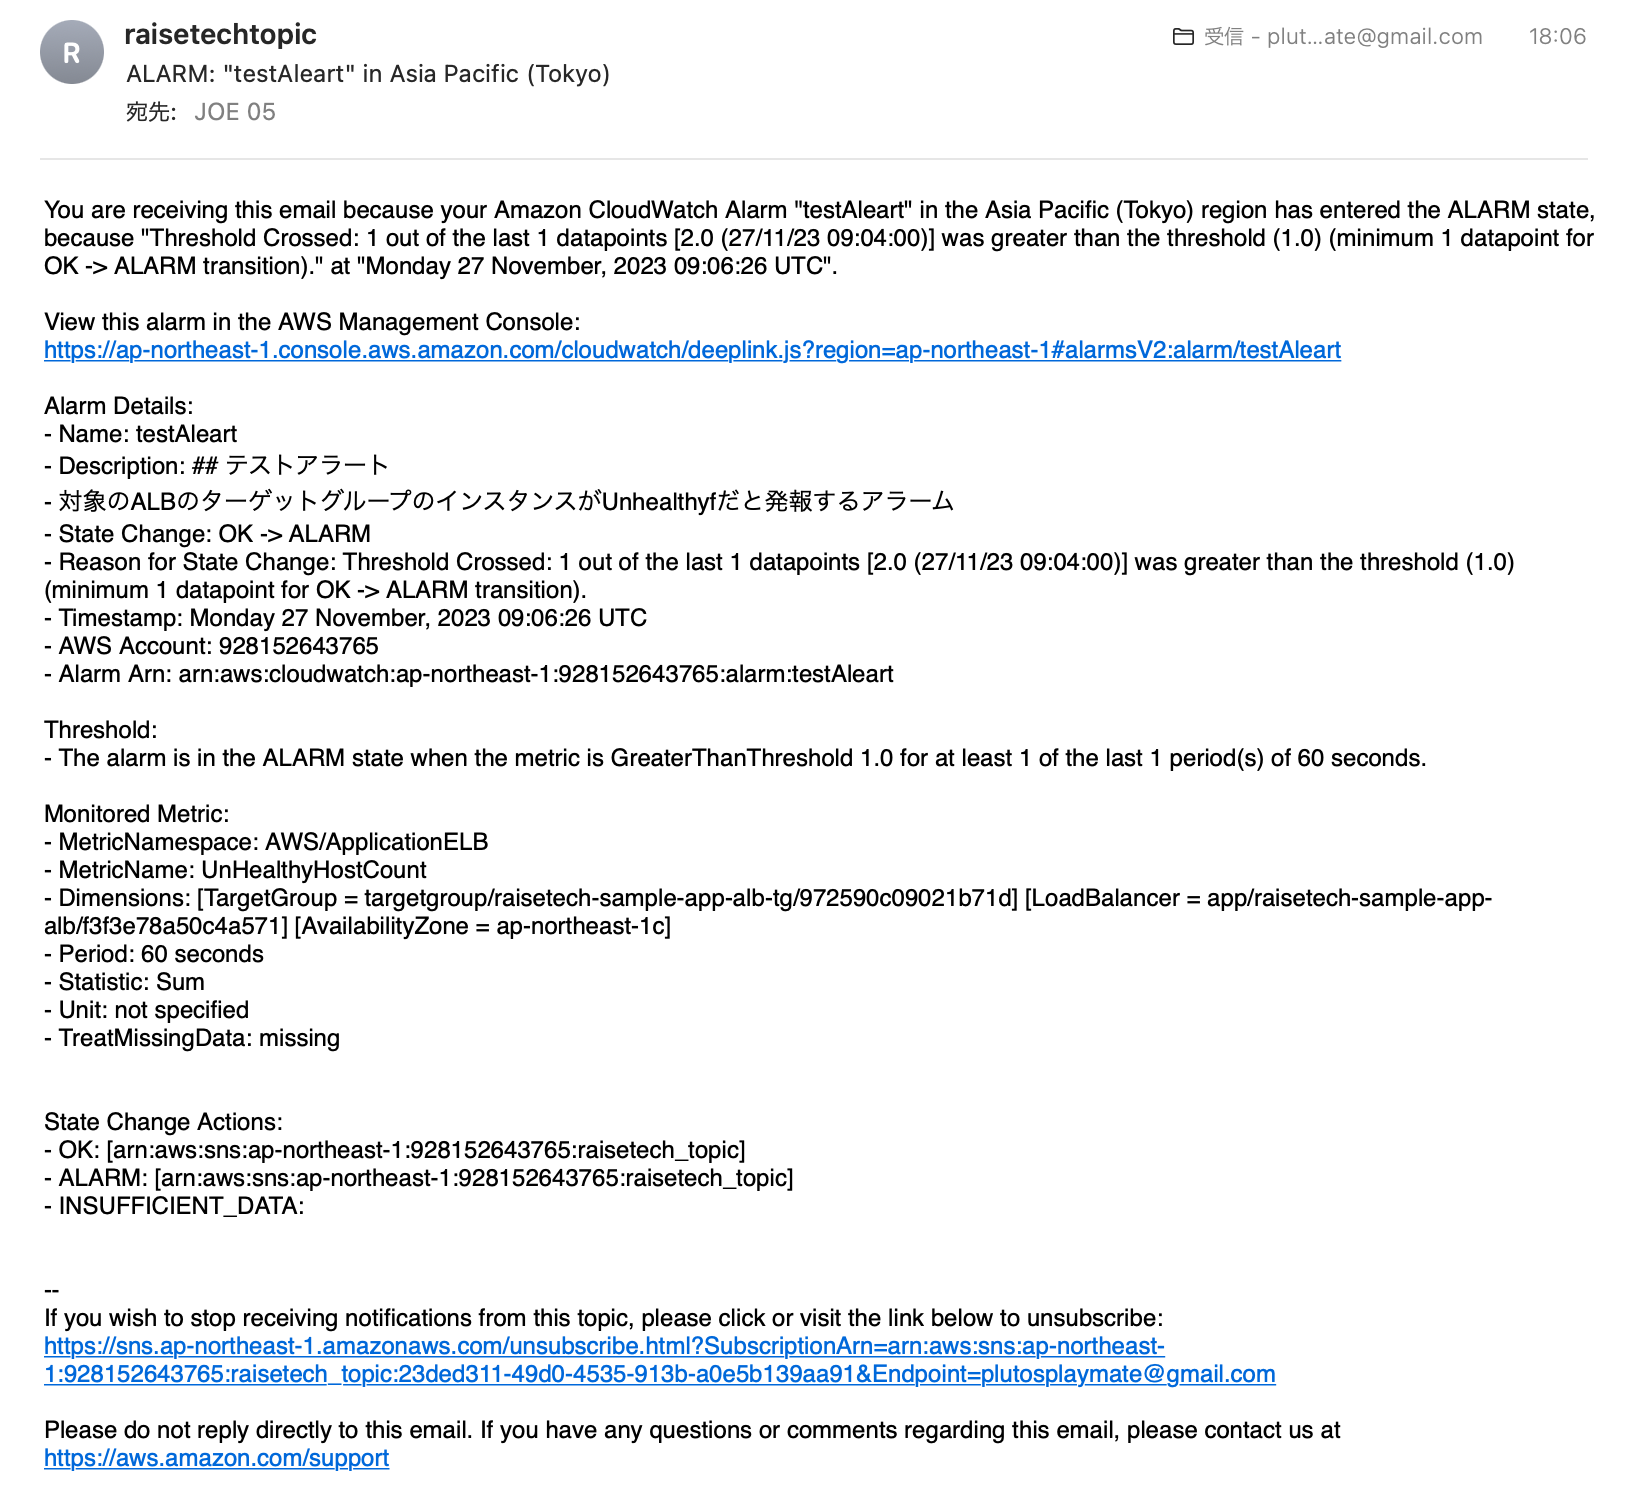 R
raisetechtopic
受信 - plut...ate@gmail.com
18:06
ALARM: "testAleart" in Asia Pacific (Tokyo)
宛先: JOE 05
You are receiving this email because your Amazon CloudWatch Alarm "testAleart" in the Asia Pacific (Tokyo) region has entered the ALARM state,
because "Threshold Crossed: 1 out of the last 1 datapoints [2.0 (27/11/23 09:04:00)] was greater than the threshold (1.0) (minimum 1 datapoint for
OK -> ALARM transition)." at "Monday 27 November, 2023 09:06:26 UTC".
View this alarm in the AWS Management Console:
https://ap-northeast-1.console.aws.amazon.com/cloudwatch/deeplink.js?region=ap-northeast-1#alarmsV2:alarm/testAleart
Alarm Details:
- Name: testAleart
- Description: ## テストアラート
- 対象のALBのターゲットグループのインスタンスがUnhealthyfだと発報するアラーム
- State Change: OK -> ALARM
- Reason for State Change: Threshold Crossed: 1 out of the last 1 datapoints [2.0 (27/11/23 09:04:00)] was greater than the threshold (1.0)
(minimum 1 datapoint for OK -> ALARM transition).
- Timestamp: Monday 27 November, 2023 09:06:26 UTC
- AWS Account: 928152643765
- Alarm Arn: arn:aws:cloudwatch:ap-northeast-1:928152643765:alarm:testAleart
Threshold:
- The alarm is in the ALARM state when the metric is GreaterThanThreshold 1.0 for at least 1 of the last 1 period(s) of 60 seconds.
Monitored Metric:
- MetricNamespace: AWS/ApplicationELB
- MetricName: UnHealthyHostCount
- Dimensions: [TargetGroup = targetgroup/raisetech-sample-app-alb-tg/972590c09021b71d] [LoadBalancer = app/raisetech-sample-app-
alb/f3f3e78a50c4a571] [AvailabilityZone = ap-northeast-1c]
- Period: 60 seconds
- Statistic: Sum
- Unit: not specified
- TreatMissingData: missing
State Change Actions:
- OK: [arn:aws:sns:ap-northeast-1:928152643765:raisetech_topic]
- ALARM: [arn:aws:sns:ap-northeast-1:928152643765:raisetech_topic]
- INSUFFICIENT_DATA:
--
If you wish to stop receiving notifications from this topic, please click or visit the link below to unsubscribe:
https://sns.ap-northeast-1.amazonaws.com/unsubscribe.html?SubscriptionArn=arn:aws:sns:ap-northeast-
1:928152643765:raisetech_topic:23ded311-49d0-4535-913b-a0e5b139aa91&Endpoint=plutosplaymate@gmail.com
Please do not reply directly to this email. If you have any questions or comments regarding this email, please contact us at
https://aws.amazon.com/support